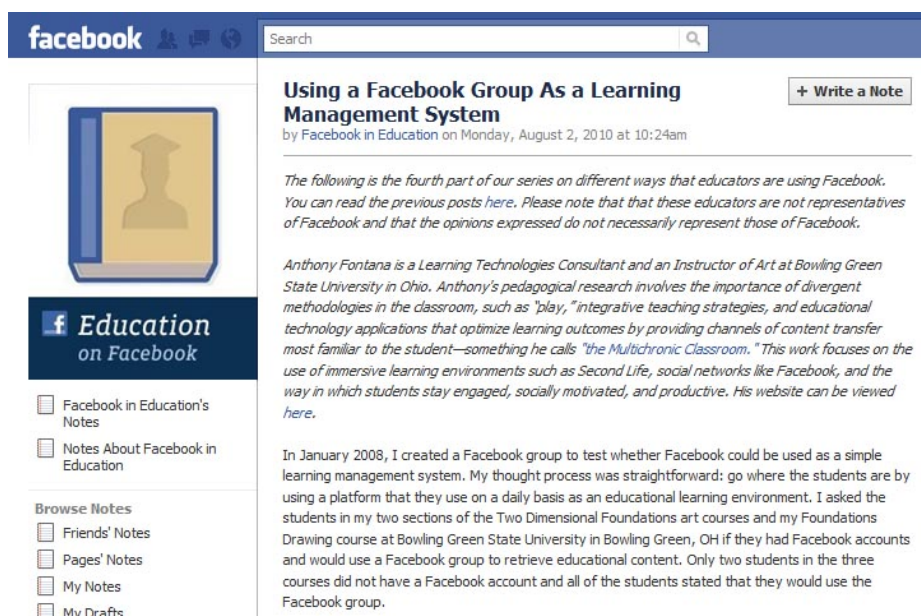 facebook
Search
Using a Facebook Group As a Learning
Management System
+ Write a Note
by Facebook in Education on Monday, August 2, 2010 at 10:24am
The following is the fourth part of our series on different ways that educators are using Facebook.
You can read the previous posts here. Please note that that these educators are not representatives
of Facebook and that the opinions expressed do not necessarily represent those of Facebook.
Anthony Fontana is a Learning Technologies Consultant and an Instructor of Art at Bowling Green
State University in Ohio. Anthony's pedagogical research involves the importance of divergent
methodologies in the classroom, such as "play," integrative teaching strategies, and educational
technology applications that optimize learning outcomes by providing channels of content transfer
most familiar to the student—something he calls "the Multichronic Classroom." This work focuses on the
use of immersive learning environments such as Second Life, social networks like Facebook, and the
way in which students stay engaged, socially motivated, and productive. His website can be viewed
here.
In January 2008, I created a Facebook group to test whether Facebook could be used as a simple
learning management system. My thought process was straightforward: go where the students are by
using a platform that they use on a daily basis as an educational learning environment. I asked the
students in my two sections of the Two Dimensional Foundations art courses and my Foundations
Drawing course at Bowling Green State University in Bowling Green, OH if they had Facebook accounts
and would use a Facebook group to retrieve educational content. Only two students in the three
courses did not have a Facebook account and all of the students stated that they would use the
Facebook group.
f Education
on Facebook
Facebook in Education's
Notes
Notes About Facebook in
Education
Browse Notes
Friends' Notes
Pages' Notes
My Notes
My Drafts